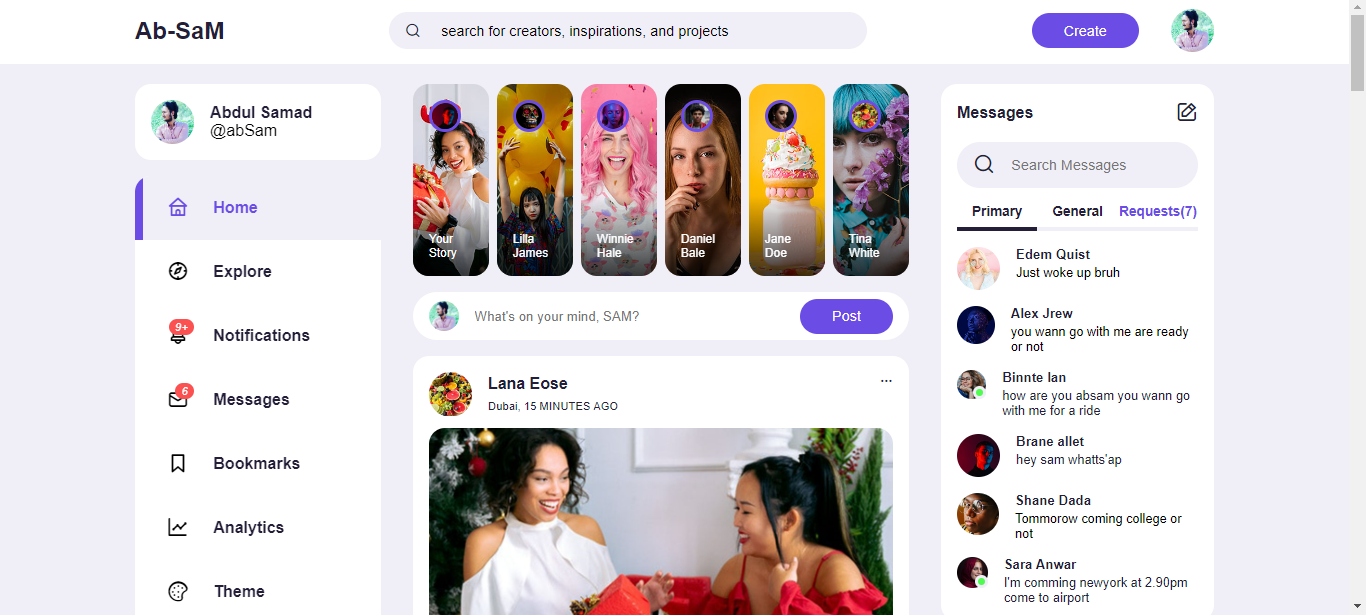 Ab-SaM
search for creators, inspirations, and projects
Create
Abdul Samad
@abSam
Home
Explore
9+
Notifications
6
Messages
Bookmarks
Analytics
Theme
Your
Story
Lilla
James
Winnie
Hale
Daniel
Bale
Jane
Doe
Tina
White
What's on your mind, SAM?
Post
Lana Eose
Dubai, 15 MINUTES AGO
...
Messages
Search Messages
Primary
General
Requests(7)
Edem Quist
Just woke up bruh
Alex Jrew
you wann go with me are ready
or not
Binnte lan
how are you absam you wann go
with me for a ride
Brane allet
hey sam whatts'ap
Shane Dada
Tommorow coming college or
not
Sara Anwar
I'm comming newyork at 2.90pm
come to airport